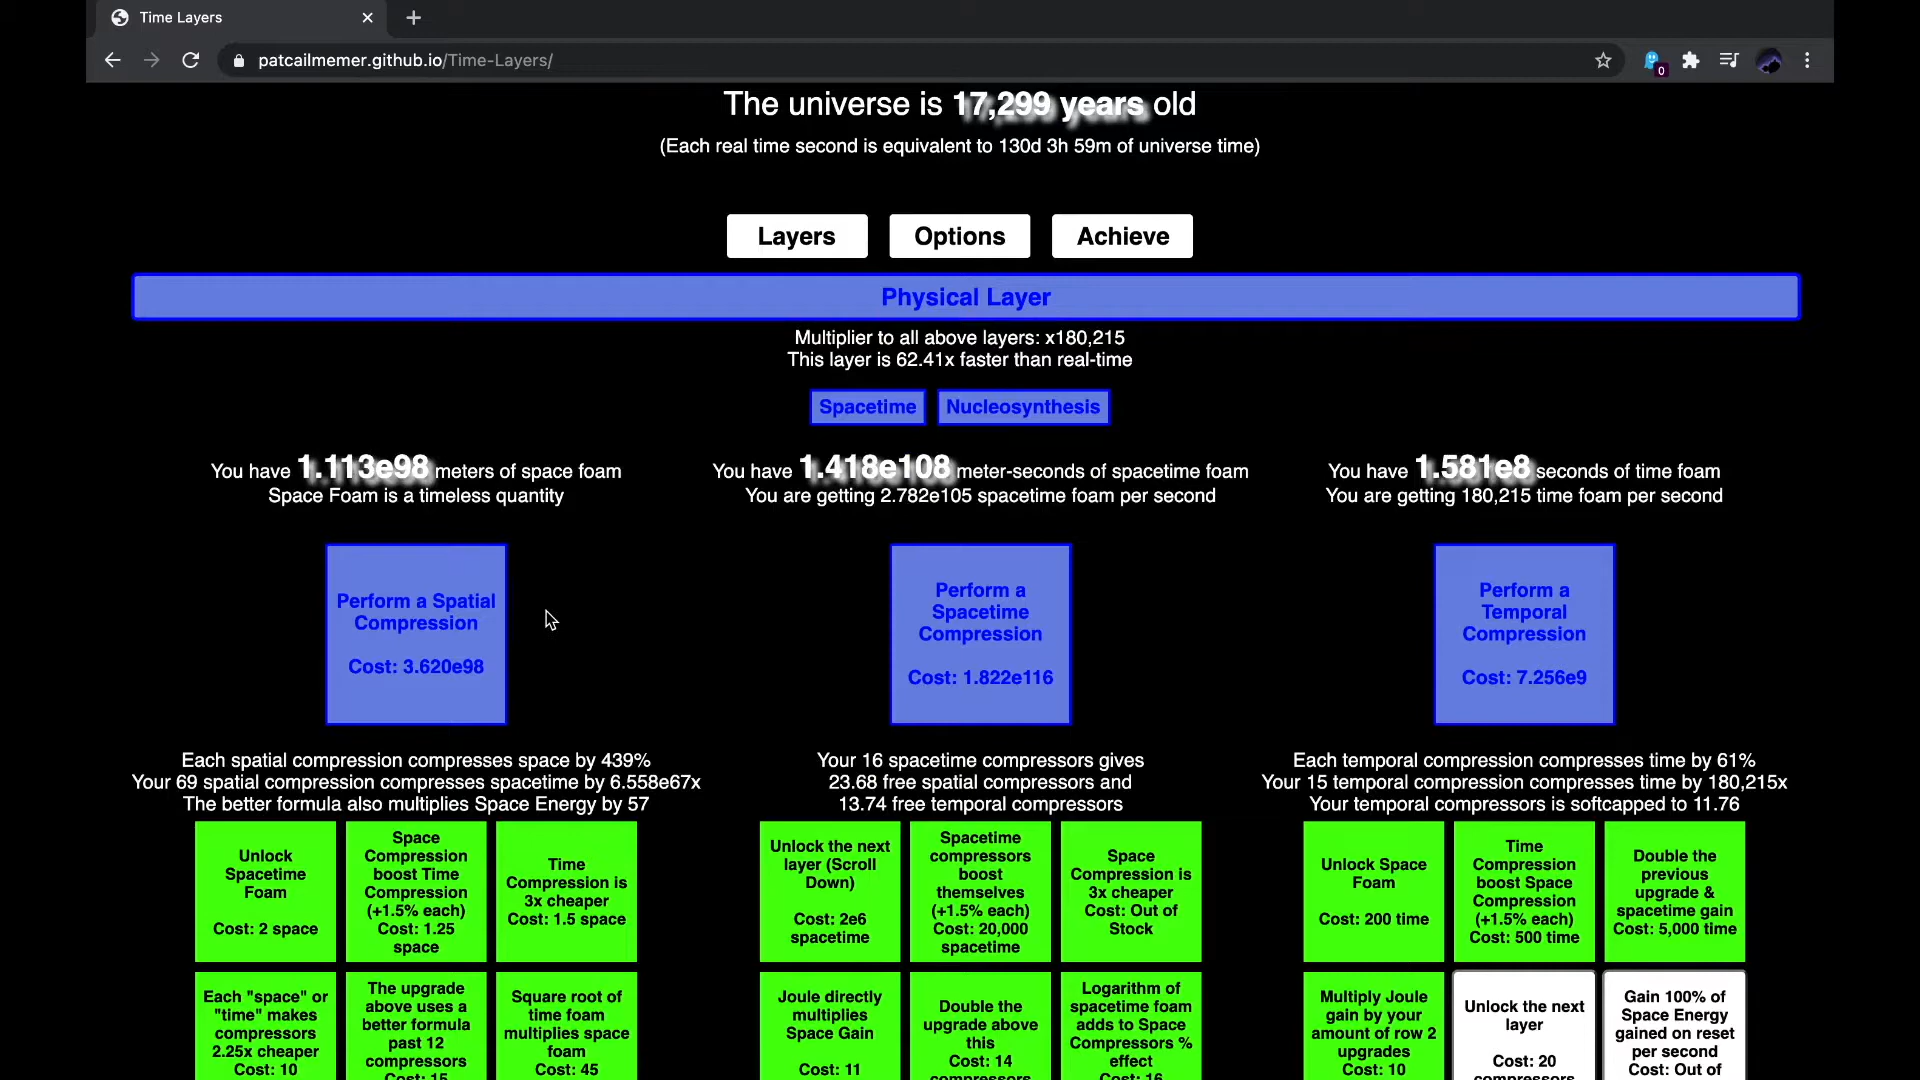 Time Layers
patcailmemer.github.io/Time-Layers/
0
The universe is 17,299 years old
(Each real time second is equivalent to 130d 3h 59m of universe time)
Layers
Options
Achieve
Physical Layer
Multiplier to all above layers: x180,215
This layer is 62.41x faster than real-time
Spacetime
Nucleosynthesis
You have 1.113e98 meters of space foam
Space Foam is a timeless quantity
You have 1.418e108 meter-seconds of spacetime foam
You are getting 2.782e105 spacetime foam per second
You have 1.581e8 seconds of time foam
You are getting 180,215 time foam per second
Perform a Spatial
Compression
Cost: 3.620e98
Perform a
Spacetime
Compression
Cost: 1.822e116
Perform a
Temporal
Compression
Cost: 7.256e9
Each spatial compression compresses space by 439%
Your 69 spatial compression compresses spacetime by 6.558e67x
The better formula also multiplies Space Energy by 57
Your 16 spacetime compressors gives
23.68 free spatial compressors and
13.74 free temporal compressors
Each temporal compression compresses time by 61%
Your 15 temporal compression compresses time by 180,215x
Your temporal compressors is softcapped to 11.76
Unlock
Spacetime
Foam
Cost: 2 space
Space
Compression
boost Time
Compression
(+1.5% each)
Cost: 1.25
space
Time
Compression is
3x cheaper
Cost: 1.5 space
Unlock the next
layer (Scroll
Down)
Cost: 2e6
spacetime
Spacetime
compressors
boost
themselves
(+1.5% each)
Cost: 20,000
spacetime
Space
Compression is
3x cheaper
Cost: Out of
Stock
Unlock Space
Foam
Cost: 200 time
Time
Compression
boost Space
Compression
(+1.5% each)
Cost: 500 time
Double the
previous
upgrade &
spacetime gain
Cost: 5,000 time
Each "space" or
"time" makes
compressors
2.25x cheaper
Cost: 10
The upgrade
above uses a
better formula
past 12
compressors
Cost: 15
Square root of
time foam
multiplies space
foam
Cost: 45
Joule directly
multiplies
Space Gain
Cost: 11
Double the
upgrade above
this
Cost: 14
compressors
Logarithm of
spacetime foam
adds to Space
Compressors %
effect
Cost: 16
Multiply Joule
gain by your
amount of row 2
upgrades
Cost: 10
Unlock the next
layer
Cost: 20
compressors
Gain 100% of
Space Energy
gained on reset
per second
Cost: Out of